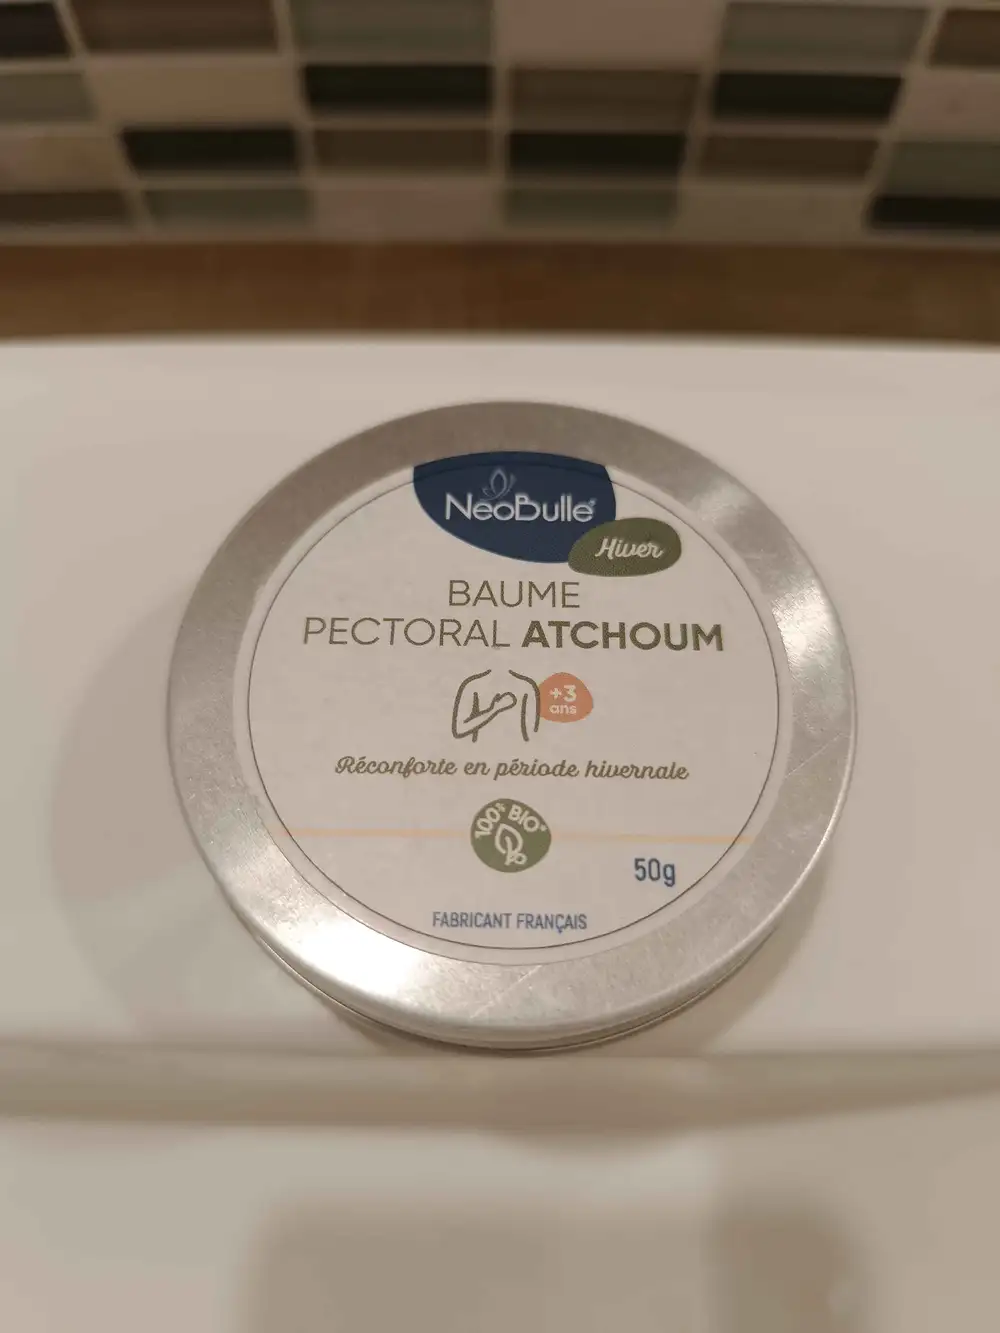 NeoBulle®
Hiver
BAUME
PECTORAL ATCHOUM
+3
ans
Réconforte en période hivernale
100% BIO*
50g
FABRICANT FRANÇAIS